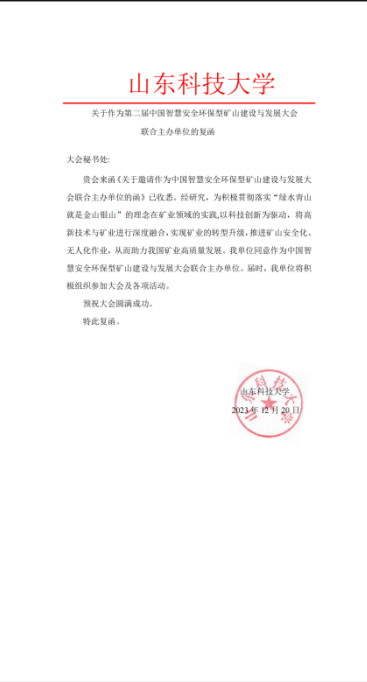 山东科技大学
关于作为第二届中国智慧安全环保型矿山建设与发展大会
联合主办单位的复函
大会秘书处:
贵会来函《关于邀请作为中国智慧安全环保型矿山建设与发展大
会联合主办单位的函》已收悉。经研究，为积极贯彻落实“绿水青山
就是金山银山”的理念在矿业领域的实践,以科技创新为驱动，将高
新技术与矿业进行深度融合,实现矿业的转型升级,推进矿山安全化、
无人化作业，从而助力我国矿业高质量发展。我单位同意作为中国智
慧安全环保型矿山建设与发展大会联合主办单位。届时，我单位将积
极组织参加大会及各项活动。
预祝大会圆满成功。
特此复函。
山东科技大学
山东科技大学
2023 年 12 月 20 日